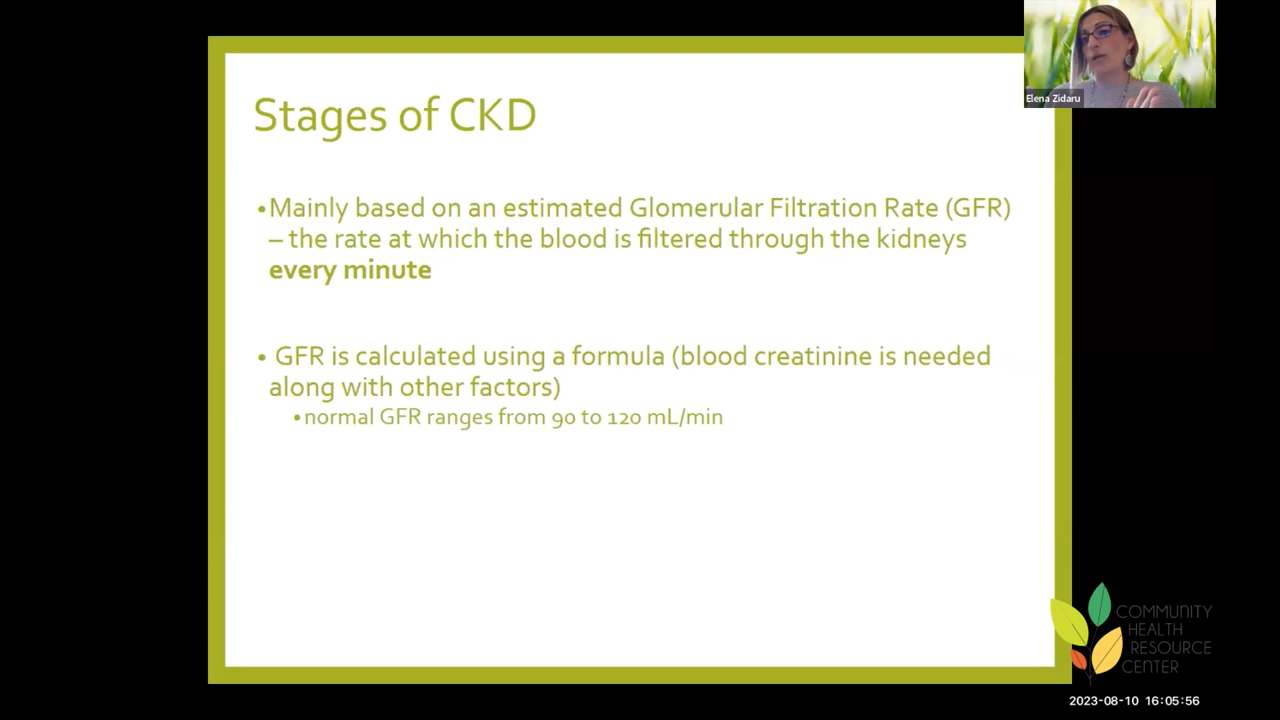 Elena Zidaru
Stages of CKD
•Mainly based on an estimated Glomerular Filtration Rate (GFR)
– the rate at which the blood is filtered through the kidneys
every minute
• GFR is calculated using a formula (blood creatinine is needed
along with other factors)
•normal GFR ranges from 90 to 120 mL/min
COMMUNITY
HEALTH
RESOURCE
CENTER
2023-08-10 16:05:56